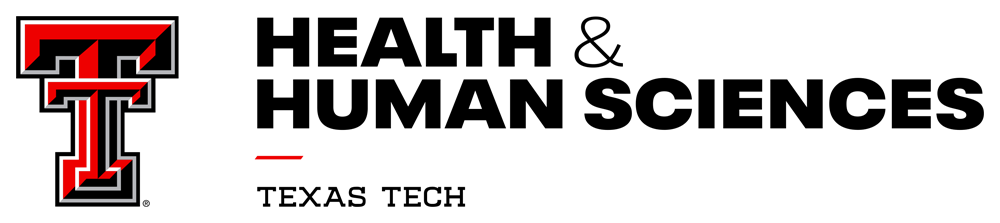 HEALTH &
HUMAN SCIENCES
TEXAS TECH
®